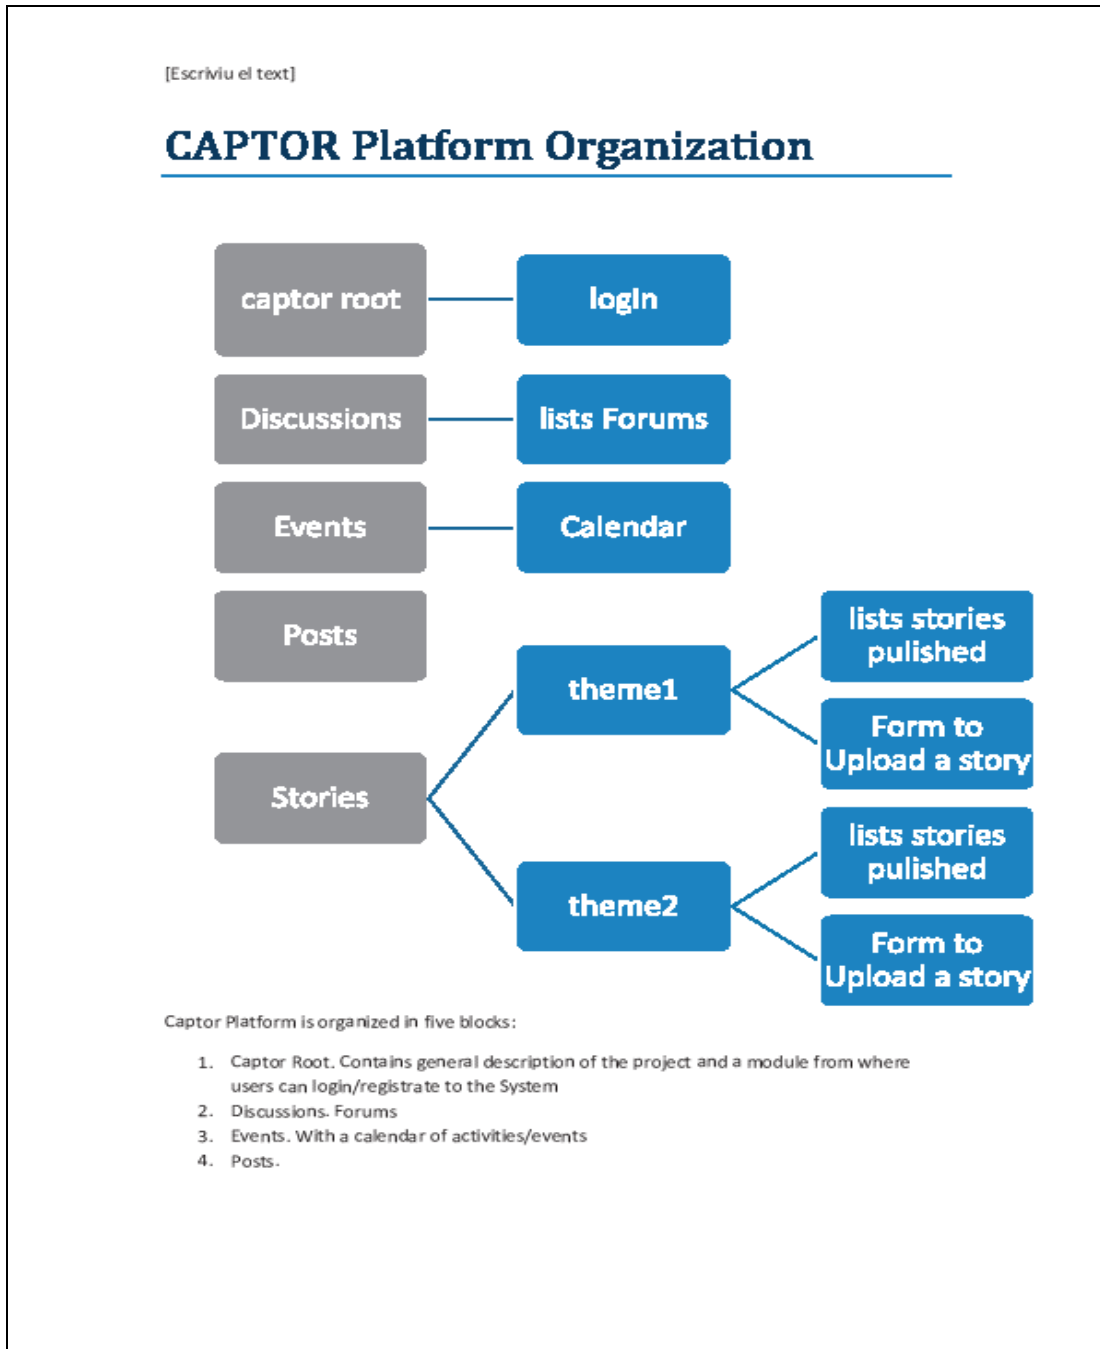 [Escriviu el text]
CAPTOR Platform Organization
captor root
logIn
Discussions
lists Forums
Events
Calendar
Posts
Stories
theme1
lists stories
pulished
Form to
Upload a story
theme2
lists stories
pulished
Form to
Upload a story
Captor Platform is organized in five blocks:
1. Captor Root. Contains general description of the project and a module from where
users can login/registrate to the System
2. Discussions. Forums
3. Events. With a calendar of activities/events
4. Posts.